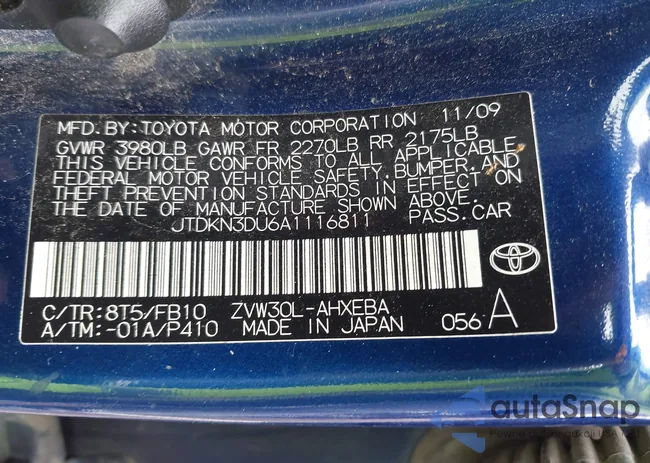 MFD.BY:TOYOTA MOTOR CORPORATION 11/09
GVWR 3980LB GAWR FR 2270LB RR 2175LB
THIS VEHICLE CONFORMS TO ALL APPLICABLE
FEDERAL MOTOR VEHICLE SAFETY, BUMPER, AND
THEFT PREVENTION STANDARDS IN EFFECT ON
THE DATE OF MANUFACTURE SHOWN ABOVE.
JTDKN3DU6A1116811 PASS.CAR
C/TR:8T5/FB10 ZVW30L-AHXEBA
A/TM:-01A/P410 MADE IN JAPAN 056 A
autoSnap